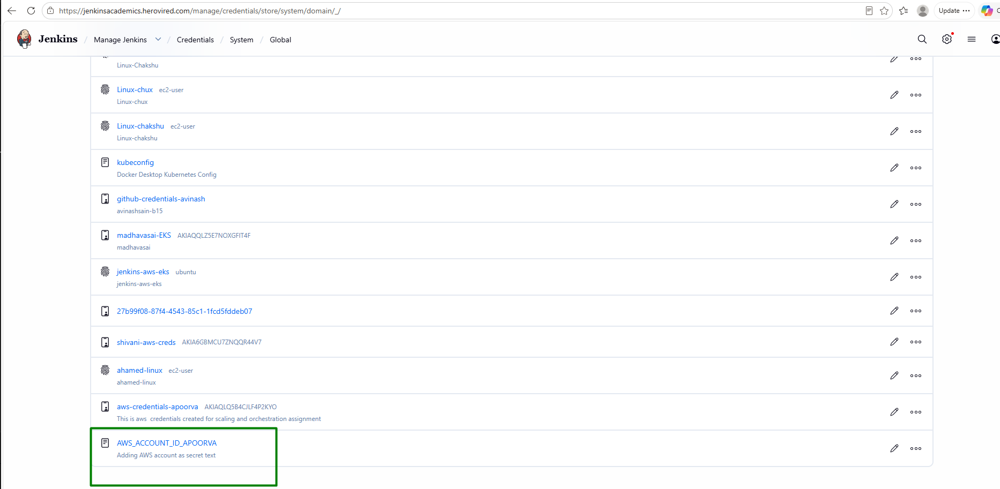 https://jenkinsacademics.herovired.com/manage/credentials/store/system/domain/_/
Update
Jenkins / Manage Jenkins / Credentials / System / Global
Linux-Chakshu
Linux-chux ec2-user
Linux-chux
Linux-chakshu ec2-user
Linux-chakshu
kubeconfig
Docker Desktop Kubernetes Config
github-credentials-avinash
avinashsain-b15
madhavasai-EKS AKIAQQLZ5E7NOXGFIT4F
madhavasai
jenkins-aws-eks ubuntu
jenkins-aws-eks
27b99f08-87f4-4543-85c1-1fcd5fddeb07
shivani-aws-creds AKIA6GBMCU7ZNQQR44V7
ahamed-linux ec2-user
ahamed-linux
aws-credentials-apoorva AKIAQLQ5B4CJLF4P2KYO
This is aws credentials created for scaling and orchestration assignment
AWS_ACCOUNT_ID_APOORVA
Adding AWS account as secret text